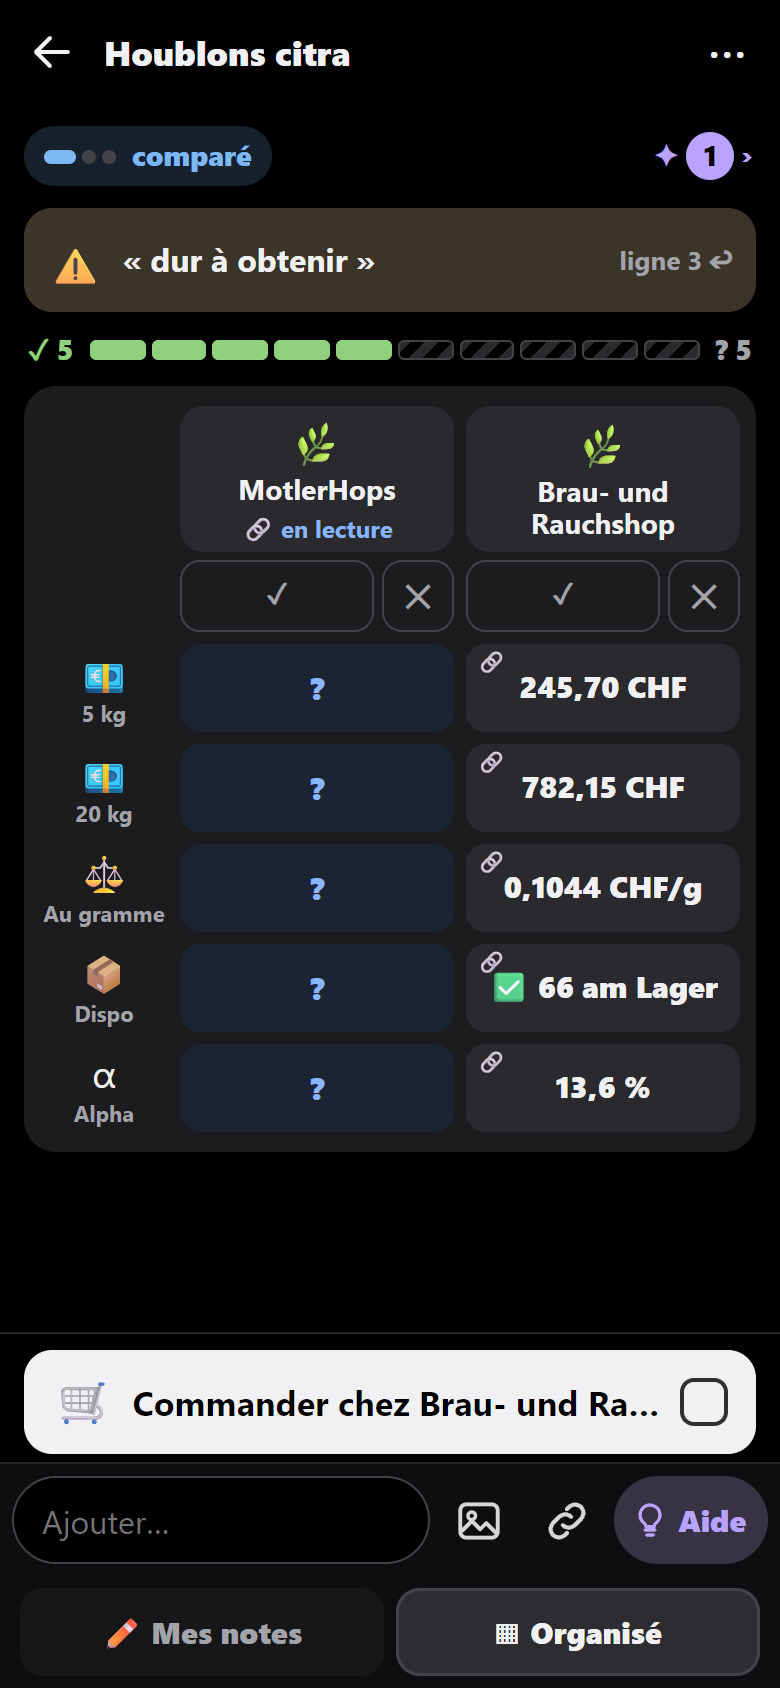 Houblons citra
comparé
1
« dur à obtenir »
ligne 3
✓ 5
? 5
MotlerHops
en lecture
Brau- und
Rauchshop
5 kg
?
245,70 CHF
20 kg
?
782,15 CHF
Au gramme
?
0,1044 CHF/g
Dispo
?
66 am Lager
α
Alpha
?
13,6 %
Commander chez Brau- und Ra...
Ajouter...
Aide
Mes notes
Organisé